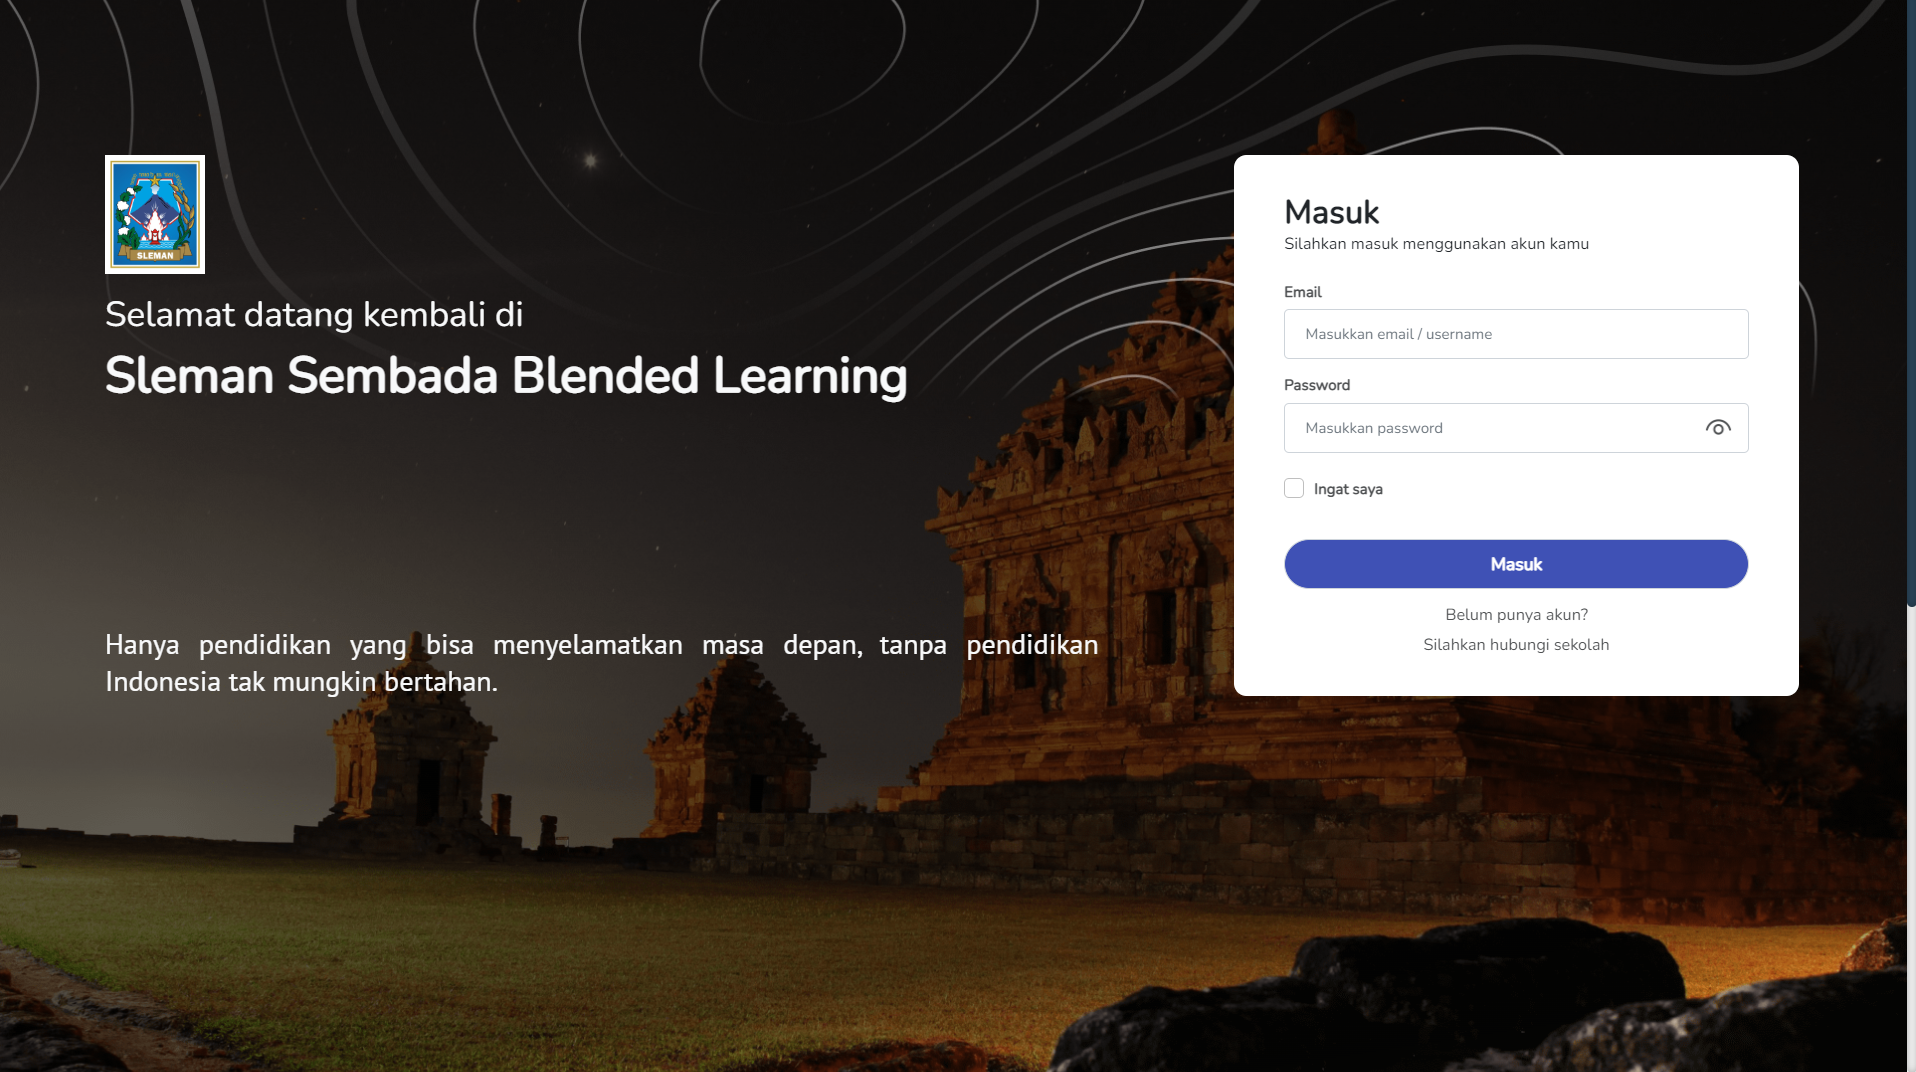 SLEMAN
Selamat datang kembali di
Sleman Sembada Blended Learning
Hanya pendidikan yang bisa menyelamatkan masa depan, tanpa pendidikan
Indonesia tak mungkin bertahan.
Masuk
Silahkan masuk menggunakan akun kamu
Email
Masukkan email / username
Password
Masukkan password
Ingat saya
Masuk
Belum punya akun?
Silahkan hubungi sekolah